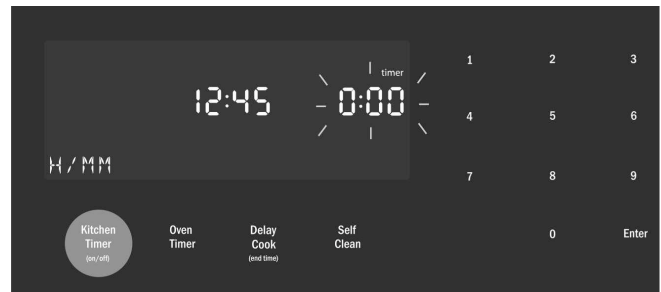 timer
12:45
0:00
H/MM
1 2 3
4 5 6
7 8 9
0 Enter
Kitchen
Timer
(on/off)
Oven
Timer
Delay
Cook
(end time)
Self
Clean